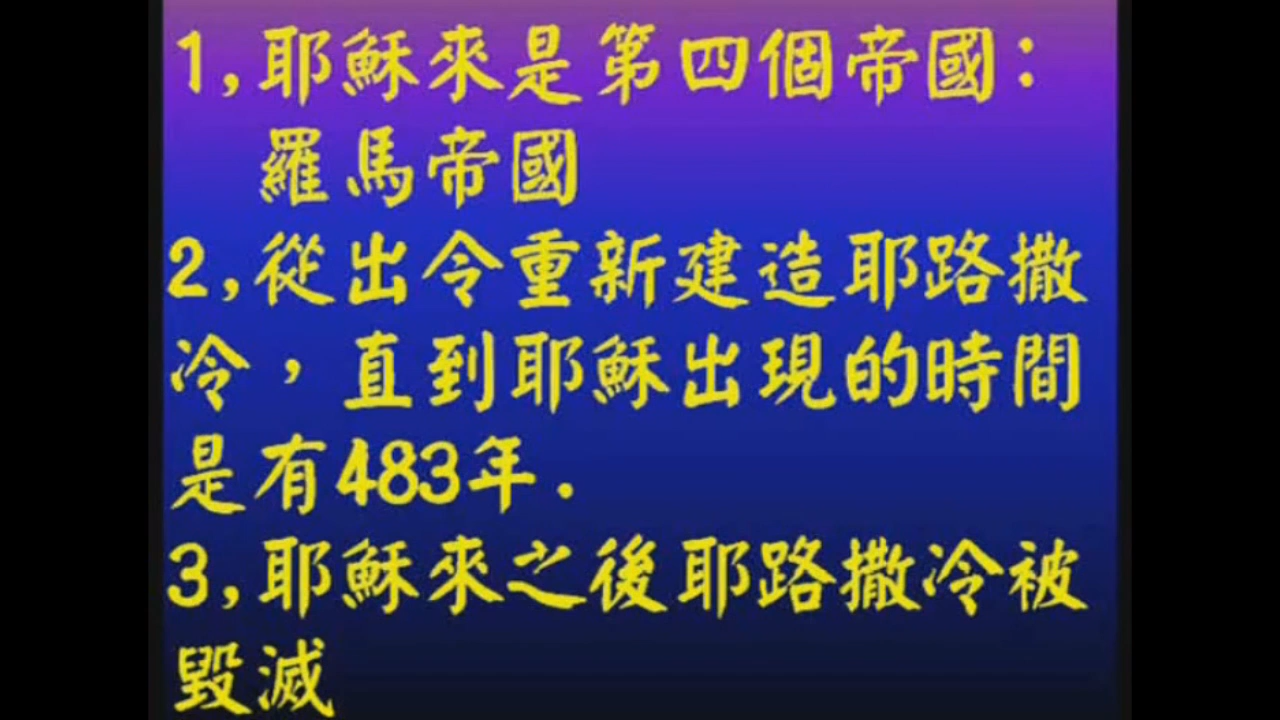 1,耶穌來是第四個帝國：
羅馬帝國
2,從出令重新建造耶路撒
冷，直到耶穌出現的時間
是有483年.
3,耶穌來之後耶路撒冷被
毀滅